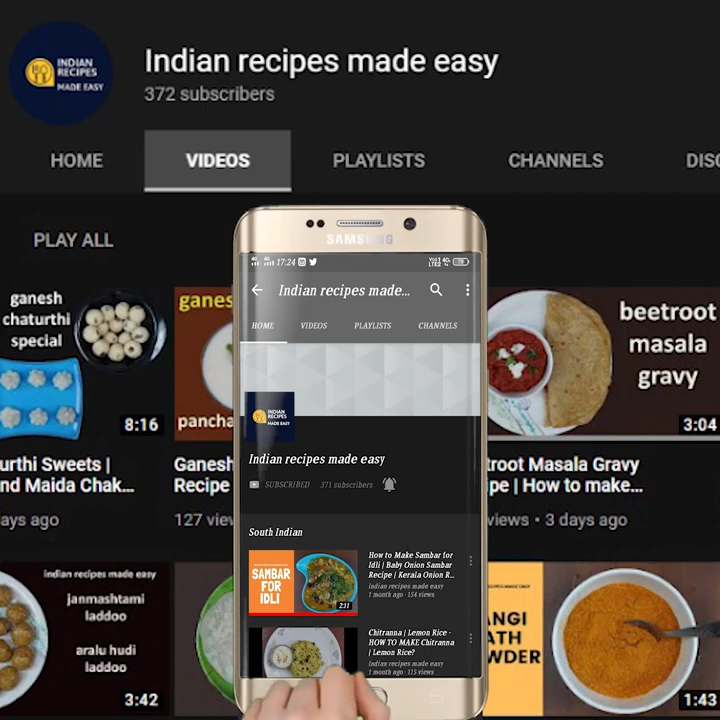 INDIAN
RECIPES
MADE EASY
Indian recipes made easy
372 subscribers
HOME
VIDEOS
PLAYLISTS
CHANNELS
PLAY ALL
ganesh
chaturthi
special
8:16
urthi Sweets |
nd Maida Chak...
ays ago
Ganesh
Recipe
127
beetroot
masala
gravy
3:04
troot Masala Gravy
pe | How to make...
views • 3 days ago
indian recipes made easy
janmashtami
laddoo
aralu hudi
laddoo
3:42
ANGI
ATH
WDER
1:43
SAMSUNG
17:24
Indian recipes made...
HOME
VIDEOS
PLAYLISTS
CHANNELS
INDIAN
RECIPES
MADE EASY
Indian recipes made easy
SUBSCRIBED
371 subscribers
South Indian
SAMBAR
FOR
IDLI
2:11
How to Make Sambar for
Idli | Baby Onion Sambar
Recipe | Kerala Onion R...
Indian recipes made easy
1 month ago · 154 views
Chitranna | Lemon Rice -
HOW TO MAKE Chitranna
| Lemon Rice?
Indian recipes made easy
1 month ago · 115 views